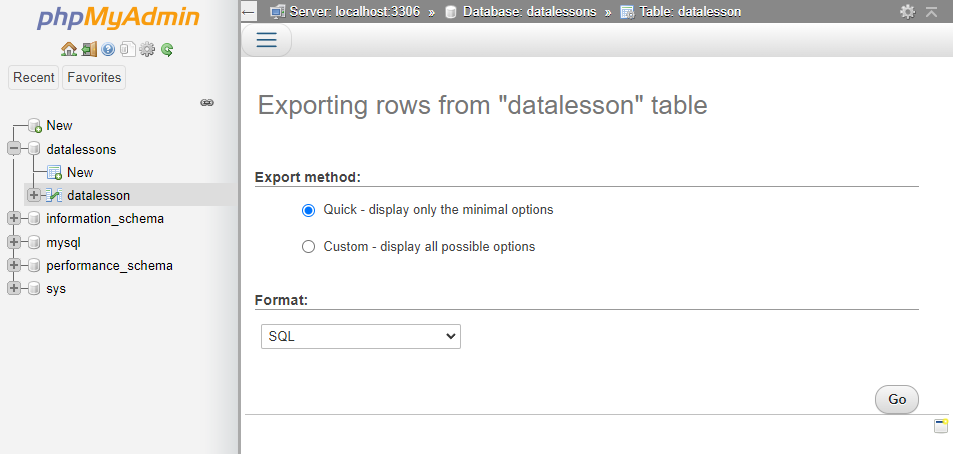 phpMyAdmin
Recent Favorites
New
datalessons
New
datalesson
information_schema
mysql
performance_schema
sys
Server: localhost:3306 » Database: datalessons » Table: datalesson
Exporting rows from "datalesson" table
Export method:
Quick - display only the minimal options
Custom - display all possible options
Format:
SQL
Go